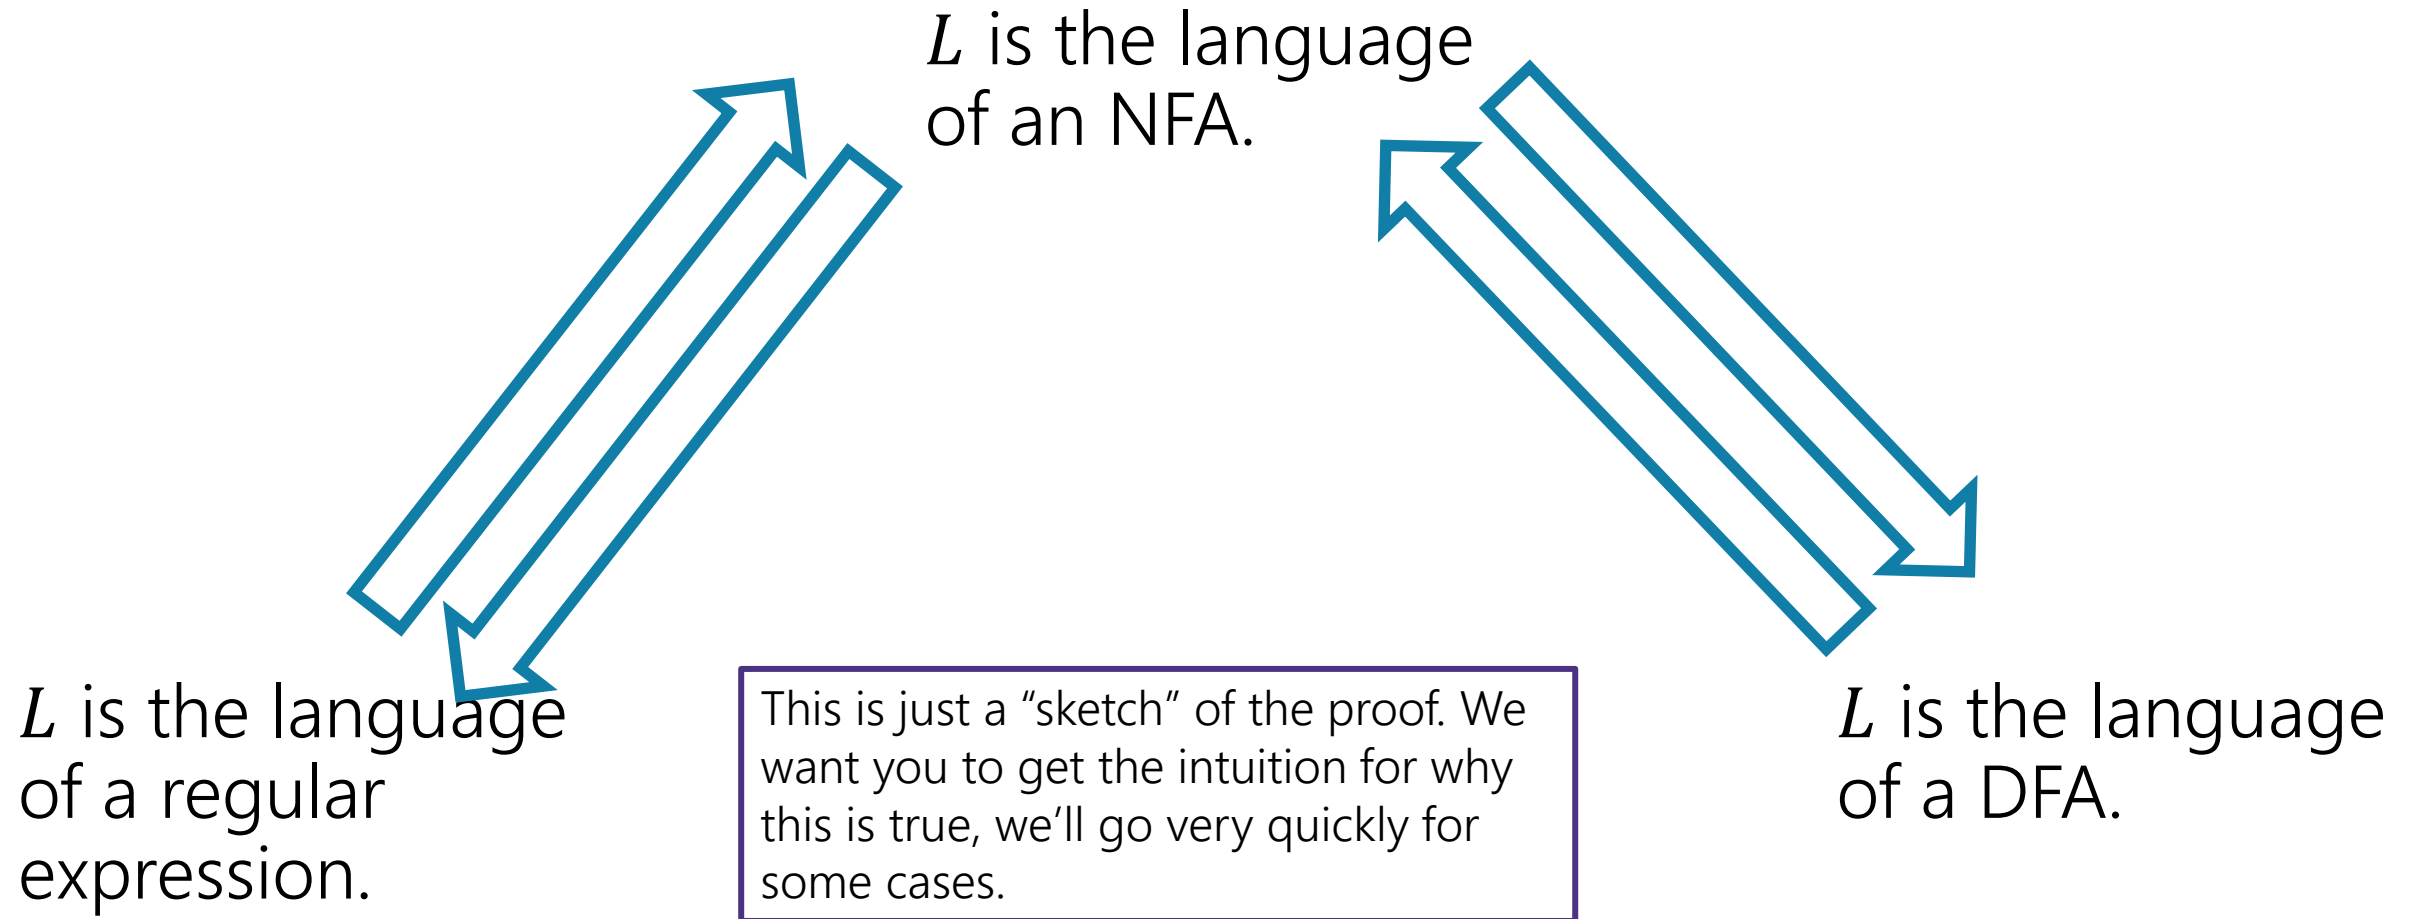 L is the language
of an NFA.
L is the language
of a regular
expression.
This is just a “sketch” of the proof. We
want you to get the intuition for why
this is true, we’ll go very quickly for
some cases.
L is the language
of a DFA.